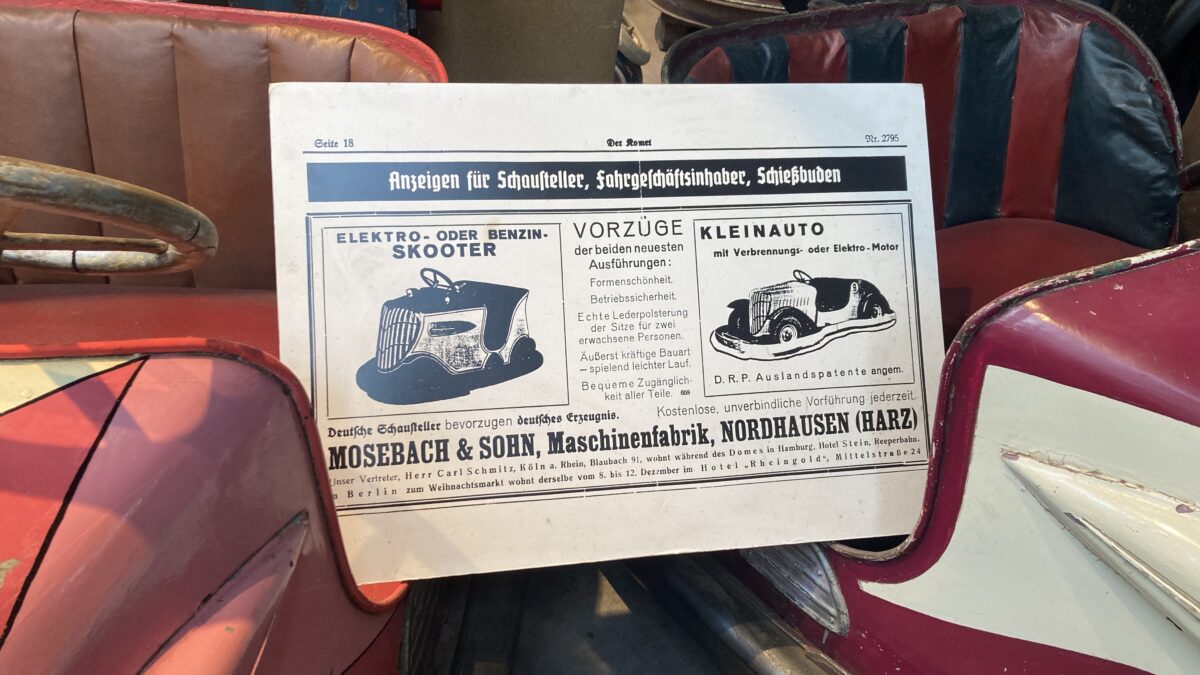 Seite 18
Der Komet
Nr. 2795
Anzeigen für Schausteller, Fahrgeschäftsinhaber, Schießbuden
ELEKTRO- ODER BENZIN-
SKOOTER
VORZÜGE
der beiden neuesten
Ausführungen:
Formenschönheit.
Betriebssicherheit.
Echte Lederpolsterung
der Sitze für zwei
erwachsene Personen.
Äußerst kräftige Bauart
– spielend leichter Lauf.
Bequeme Zugänglich-
keit aller Teile. 668
KLEINAUTO
mit Verbrennungs- oder Elektro-Motor
D.R.P. Auslandspatente angem.
Deutsche Schausteller bevorzugen deutsches Erzeugnis.
Kostenlose, unverbindliche Vorführung jederzeit.
MOSEBACH & SOHN, Maschinenfabrik, NORDHAUSEN (HARZ)
Unser Vertreter, Herr Carl Schmitz, Köln a. Rhein, Blaubach 91, wohnt während des Domes in Hamburg, Hotel Stein, Reeperbahn.
n Berlin zum Weihnachtsmarkt wohnt derselbe vom 8. bis 12. Dezember im Hotel „Rheingold", Mittelstraße 24